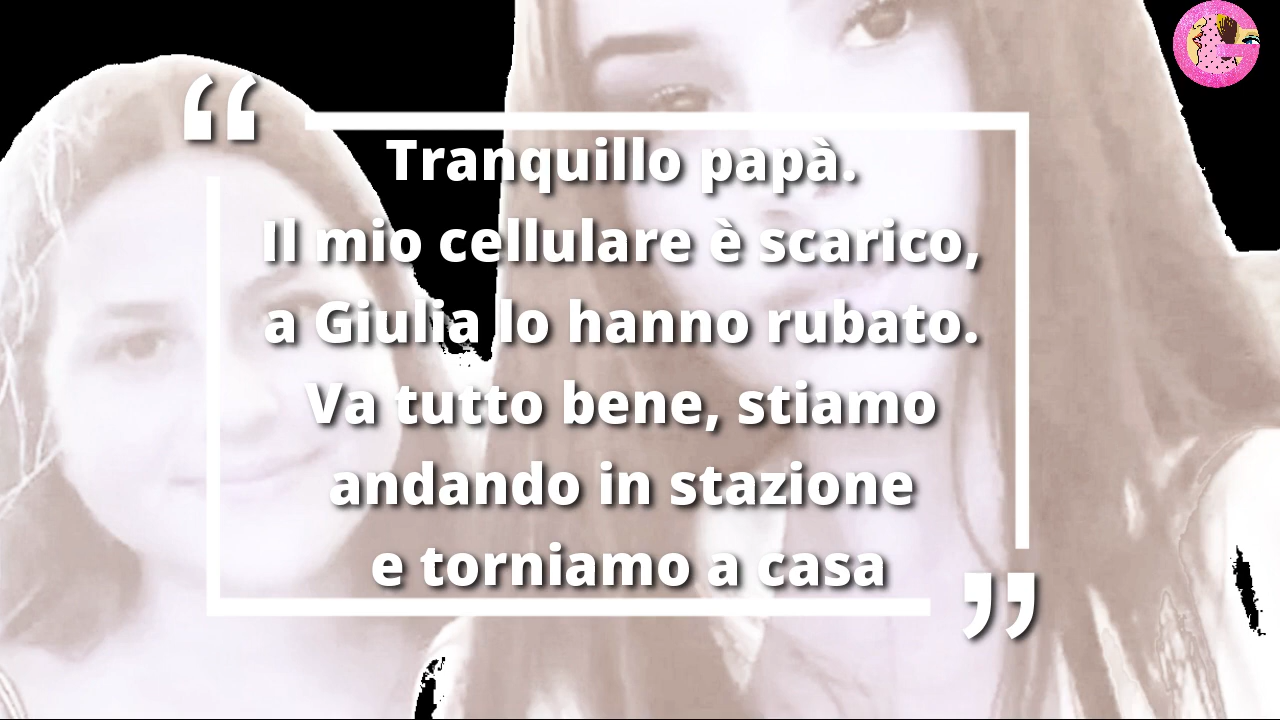 “
Tranquillo papà.
Il mio cellulare è scarico,
a Giulia lo hanno rubato.
Va tutto bene, stiamo
andando in stazione
e torniamo a casa
”